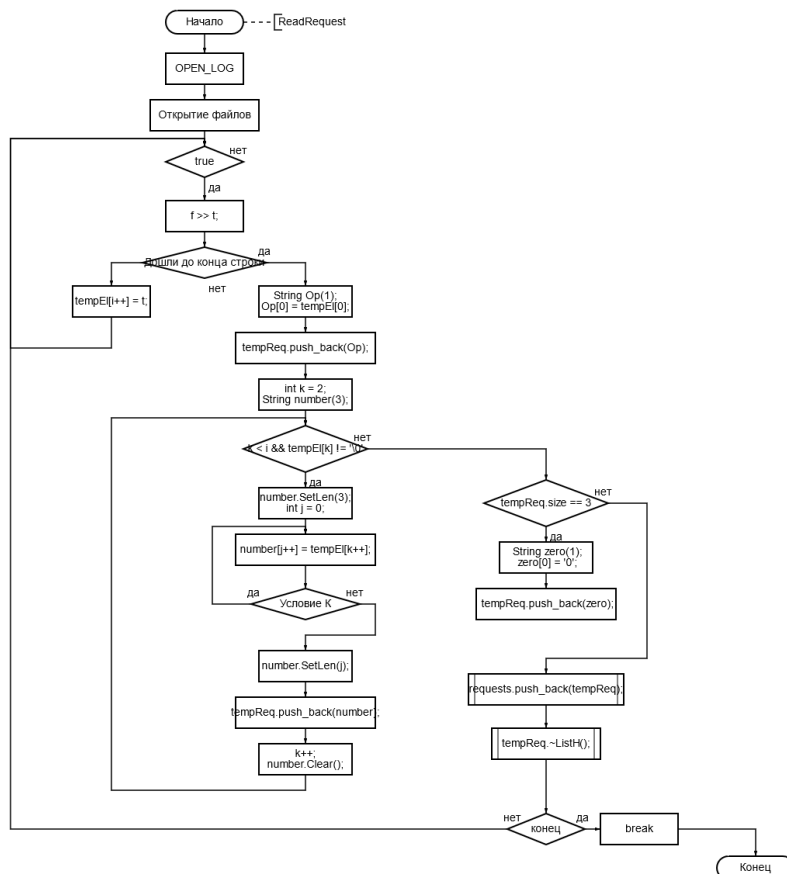 Начало
ReadRequest
OPEN_LOG
Открытие файлов
нет
true
да
f >> t;
да
Дошли до конца строки
нет
tempEl[i++] = t;
String Op(1);
Op[0] = tempEl[0];
tempReq.push_back(Op);
int k = 2;
String number(3);
нет
k < i && tempEl[k] != '\0'
да
number.SetLen(3);
int j = 0;
number[j++] = tempEl[k++];
да
нет
Условие К
number.SetLen(j);
tempReq.push_back(number);
k++;
number.Clear();
нет
tempReq.size == 3
да
String zero(1);
zero[0] = '0';
tempReq.push_back(zero);
requests.push_back(tempReq);
tempReq.~ListH();
нет
да
конец
break
Конец